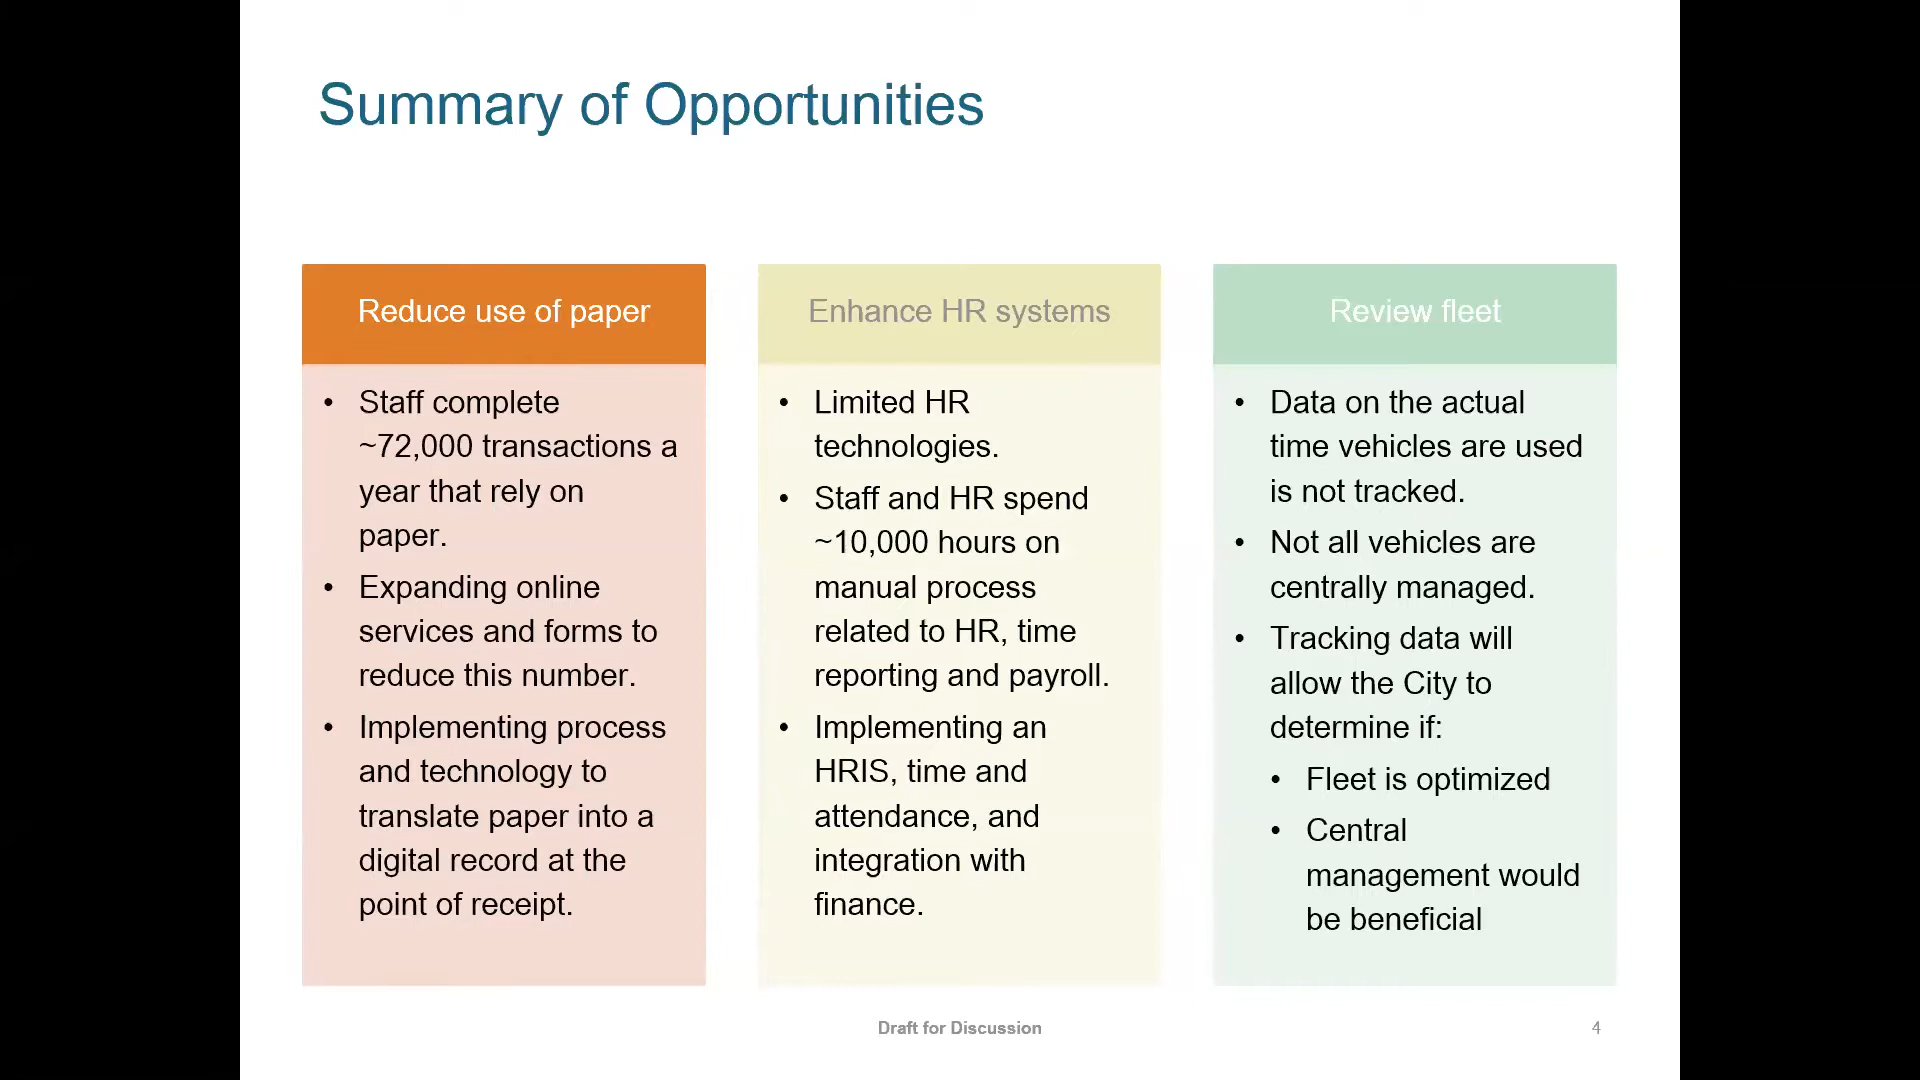 Summary of Opportunities
Reduce use of paper
• Staff complete
~72,000 transactions a
year that rely on
paper.
• Expanding online
services and forms to
reduce this number.
• Implementing process
and technology to
translate paper into a
digital record at the
point of receipt.
Enhance HR systems
• Limited HR
technologies.
• Staff and HR spend
~10,000 hours on
manual process
related to HR, time
reporting and payroll.
• Implementing an
HRIS, time and
attendance, and
integration with
finance.
Review fleet
• Data on the actual
time vehicles are used
is not tracked.
• Not all vehicles are
centrally managed.
• Tracking data will
allow the City to
determine if:
• Fleet is optimized
• Central
management would
be beneficial
Draft for Discussion
4